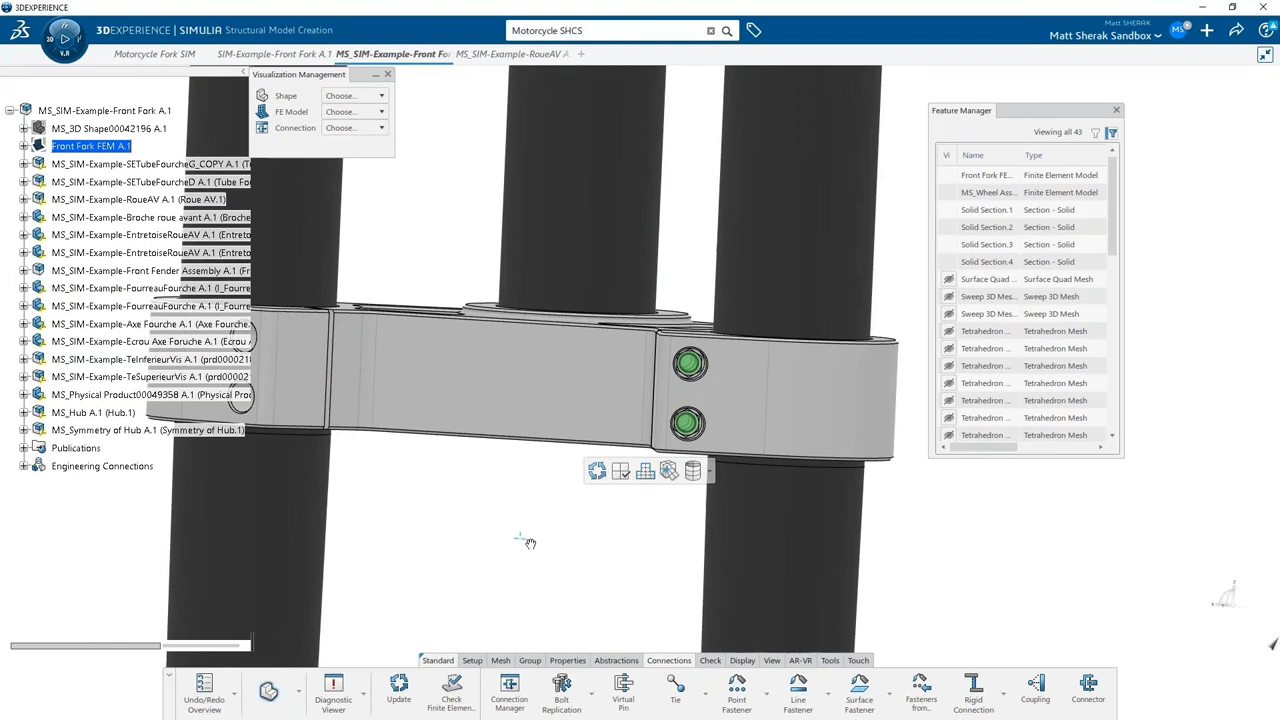 3DEXPERIENCE
3DEXPERIENCE | SIMULIA Structural Model Creation
Motorcycle SHCS
Matt SHERAK
Matt Sherak Sandbox
MS
3D
V.R
Motorcycle Fork SIM
SIM-Example-Front Fork A.1
MS_SIM-Example-Front Fo
MS_SIM-Example-RoueAV A.
Visualization Management
Shape Choose...
FE Model Choose...
Connection Choose...
MS_SIM-Example-Front Fork A.1
MS_3D Shape00042196 A.1
Front Fork FEM A.1
MS_SIM-Example-SETubeFourcheG_COPY A.1 (T
MS_SIM-Example-SETubeFourcheD A.1 (Tube Fou
MS_SIM-Example-RoueAV A.1 (Roue AV.1)
MS_SIM-Example-Broche roue avant A.1 (Broche
MS_SIM-Example-EntretoiseRoueAV A.1 (Entreto
MS_SIM-Example-EntretoiseRoueAV A.1 (Entreto
MS_SIM-Example-Front Fender Assembly A.1 (Fr
MS_SIM-Example-FourreauFourche A.1 (I_Fourre
MS_SIM-Example-FourreauFourche A.1 (I_Fourre
MS_SIM-Example-Axe Fourche A.1 (Axe Fourche.
MS_SIM-Example-Ecrou Axe Foruche A.1 (Ecrou
MS_SIM-Example-TeInferieurVis A.1 (prd000021
MS_SIM-Example-TeSuperieurVis A.1 (prd00002
MS_Physical Product00049358 A.1 (Physical Prod
MS_Hub A.1 (Hub.1)
MS_Symmetry of Hub A.1 (Symmetry of Hub.1)
Publications
Engineering Connections
Feature Manager
Viewing all 43
Vi Name Type
Front Fork FE... Finite Element Model
MS_Wheel Ass... Finite Element Model
Solid Section.1 Section - Solid
Solid Section.2 Section - Solid
Solid Section.3 Section - Solid
Solid Section.4 Section - Solid
Surface Quad ... Surface Quad Mesh
Sweep 3D Mes... Sweep 3D Mesh
Sweep 3D Mes... Sweep 3D Mesh
Tetrahedron ... Tetrahedron Mesh
Tetrahedron ... Tetrahedron Mesh
Tetrahedron ... Tetrahedron Mesh
Tetrahedron ... Tetrahedron Mesh
Tetrahedron ... Tetrahedron Mesh
Tetrahedron ... Tetrahedron Mesh
Tetrahedron ... Tetrahedron Mesh
Standard Setup Mesh Group Properties Abstractions Connections Check Display View AR-VR Tools Touch
Undo/Redo Overview
Diagnostic Viewer
Update
Check Finite Elemen...
Connection Manager
Bolt Replication
Virtual Pin
Tie
Point Fastener
Line Fastener
Surface Fastener
Fasteners from...
Rigid Connection
Coupling
Connector